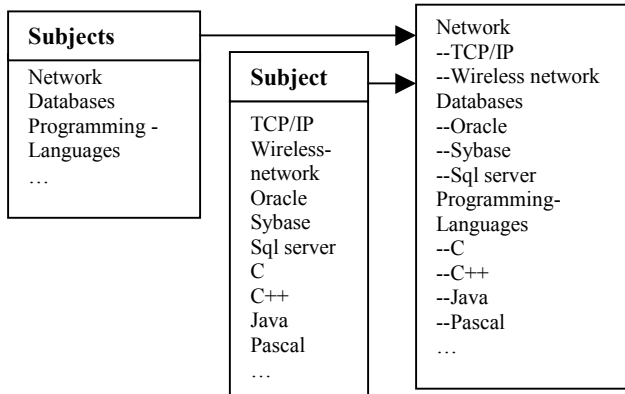 Subjects
Network
Databases
Programming -
Languages
…
Subject
TCP/IP
Wireless-
network
Oracle
Sybase
Sql server
C
C++
Java
Pascal
…
Network
--TCP/IP
--Wireless network
Databases
--Oracle
--Sybase
--Sql server
Programming-
Languages
--C
--C++
--Java
--Pascal
…